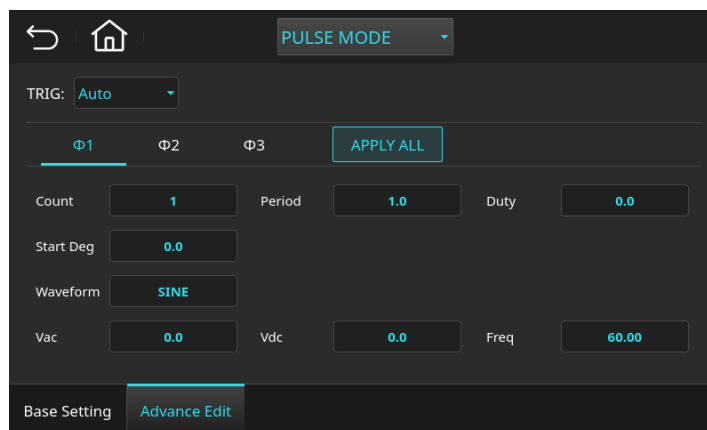 PULSE MODE
TRIG: Auto
Φ1 Φ2 Φ3 APPLY ALL
Count 1 Period 1.0 Duty 0.0
Start Deg 0.0
Waveform SINE
Vac 0.0 Vdc 0.0 Freq 60.00
Base Setting Advance Edit